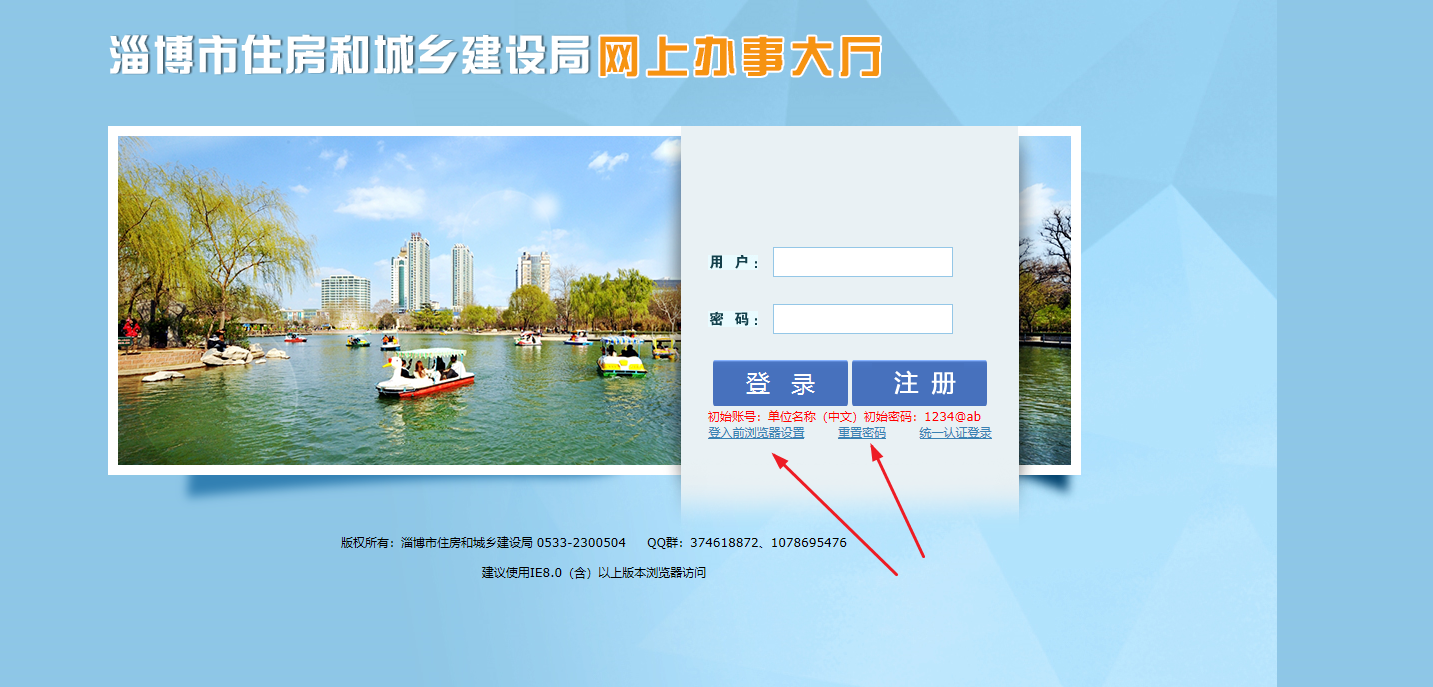 淄博市住房和城乡建设局网上办事大厅
用 户：
密 码：
登 录 注 册
初始账号：单位名称（中文）初始密码：1234@ab
登入前浏览器设置 重置密码 统一认证登录
版权所有：淄博市住房和城乡建设局 0533-2300504 QQ群：374618872、1078695476
建议使用IE8.0（含）以上版本浏览器访问